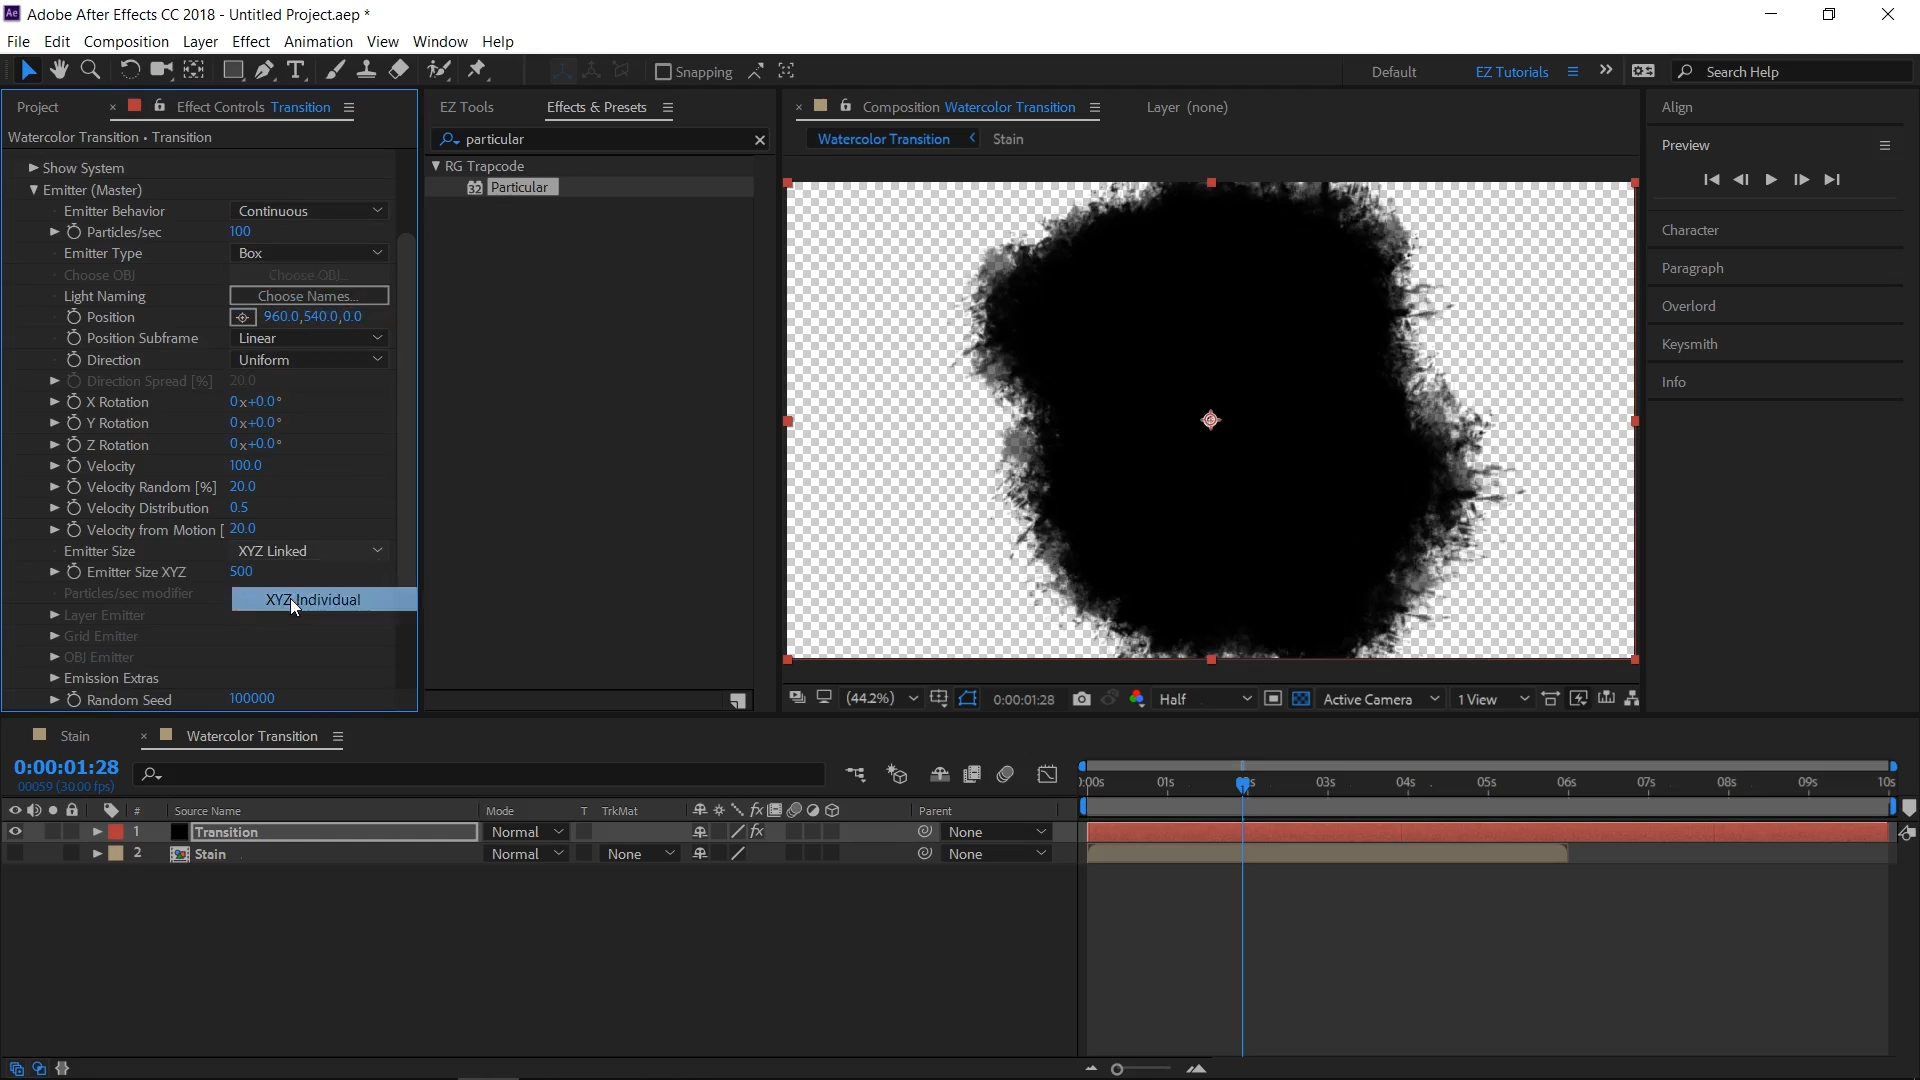 Ae Adobe After Effects CC 2018 - Untitled Project.aep *
File Edit Composition Layer Effect Animation View Window Help
Snapping Default EZ Tutorials Search Help
Project × Effect Controls Transition
Watercolor Transition • Transition
Show System
Emitter (Master)
Emitter Behavior Continuous
Particles/sec 100
Emitter Type Box
Choose OBJ Choose OBJ...
Light Naming Choose Names...
Position 960.0,540.0,0.0
Position Subframe Linear
Direction Uniform
Direction Spread [%] 20.0
X Rotation 0x+0.0°
Y Rotation 0x+0.0°
Z Rotation 0x+0.0°
Velocity 100.0
Velocity Random [%] 20.0
Velocity Distribution 0.5
Velocity from Motion [ 20.0
Emitter Size XYZ Linked
Emitter Size XYZ 500
Particles/sec modifier XYZ Individual
Layer Emitter
Grid Emitter
OBJ Emitter
Emission Extras
Random Seed 100000
EZ Tools Effects & Presets
particular ×
RG Trapcode
32 Particular
× Composition Watercolor Transition Layer (none)
Watercolor Transition Stain
(44.2%) 0:00:01:28 Half Active Camera 1 View
Align
Preview
Character
Paragraph
Overlord
Keysmith
Info
Stain × Watercolor Transition
0:00:01:28
00059 (30.00 fps)
:00s 01s 03s 04s 05s 06s 07s 08s 09s 10s
# Source Name Mode T TrkMat fx Parent
1 Transition Normal fx None
2 Stain Normal None None